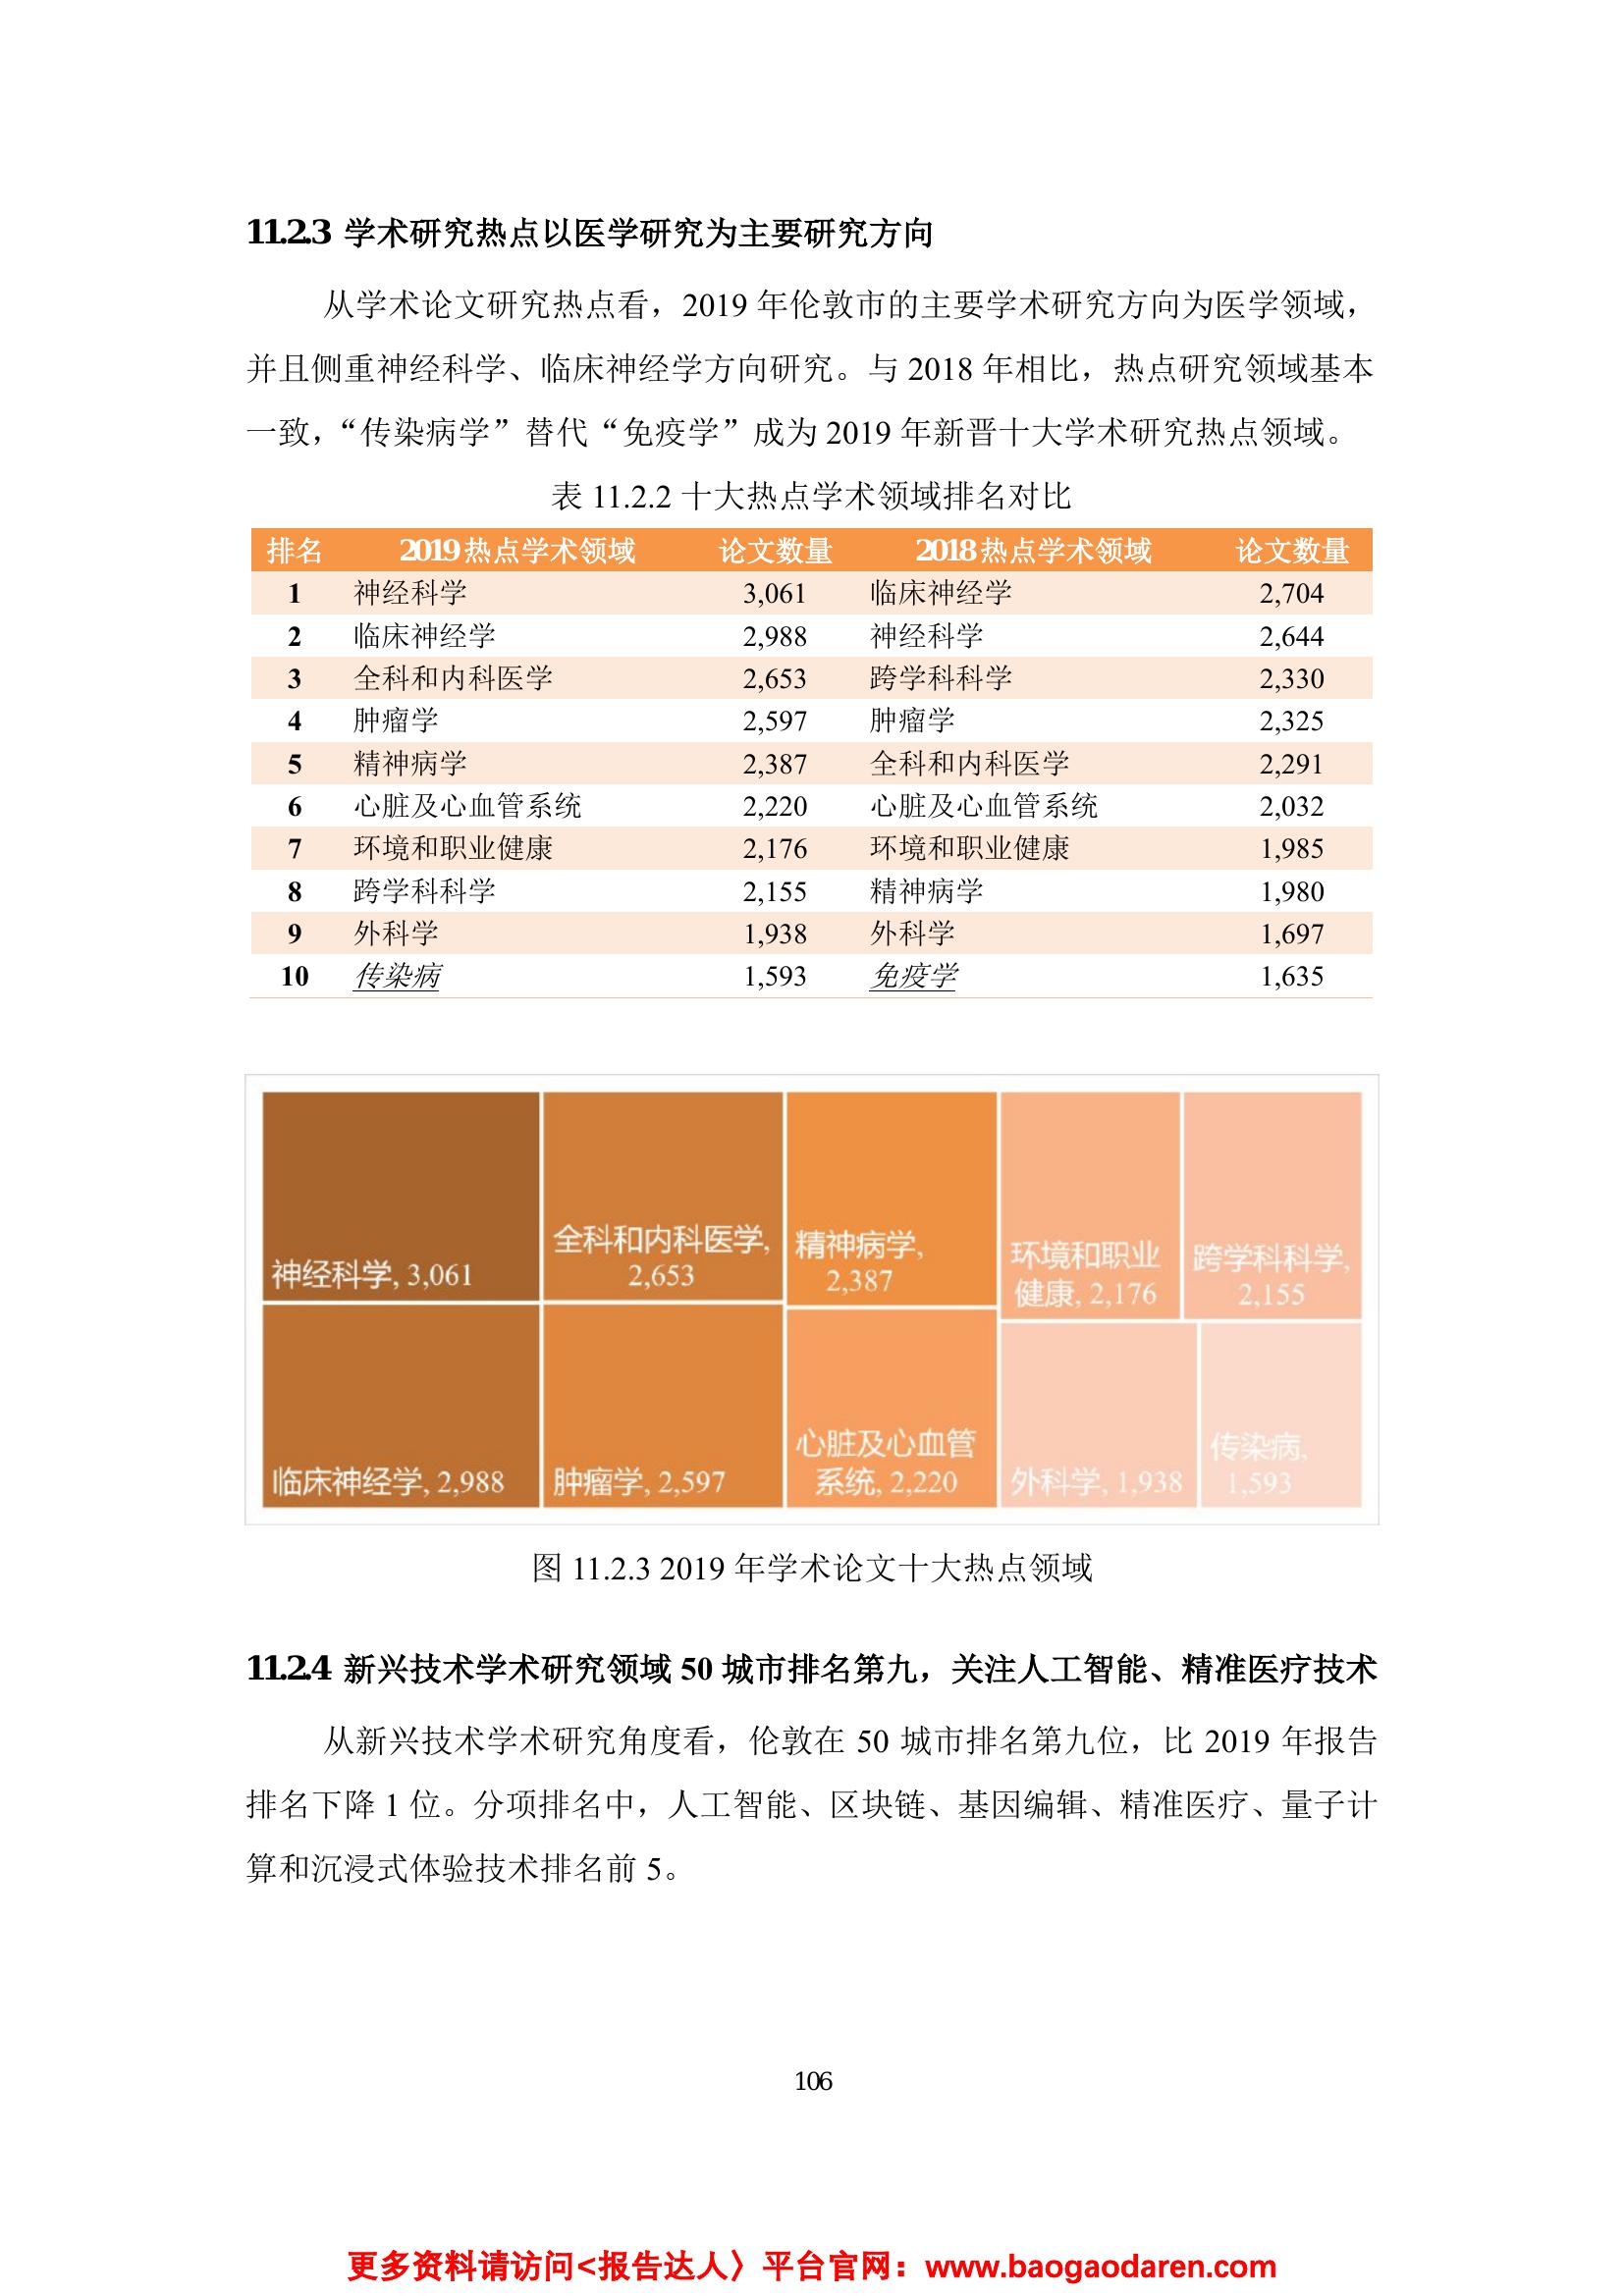 11.2.3 学术研究热点以医学研究为主要研究方向
从学术论文研究热点看，2019 年伦敦市的主要学术研究方向为医学领域，
并且侧重神经科学、临床神经学方向研究。与 2018 年相比，热点研究领域基本
一致，“传染病学”替代“免疫学”成为 2019 年新晋十大学术研究热点领域。
表 11.2.2 十大热点学术领域排名对比
排名 2019热点学术领域 论文数量 2018热点学术领域 论文数量
1 神经科学 3,061 临床神经学 2,704
2 临床神经学 2,988 神经科学 2,644
3 全科和内科医学 2,653 跨学科科学 2,330
4 肿瘤学 2,597 肿瘤学 2,325
5 精神病学 2,387 全科和内科医学 2,291
6 心脏及心血管系统 2,220 心脏及心血管系统 2,032
7 环境和职业健康 2,176 环境和职业健康 1,985
8 跨学科科学 2,155 精神病学 1,980
9 外科学 1,938 外科学 1,697
10 传染病 1,593 免疫学 1,635
神经科学, 3,061
全科和内科医学,
2,653
精神病学,
2,387
环境和职业
健康, 2,176
跨学科科学,
2,155
临床神经学, 2,988
肿瘤学, 2,597
心脏及心血管
系统, 2,220
外科学, 1,938
传染病,
1,593
图 11.2.3 2019 年学术论文十大热点领域
11.2.4 新兴技术学术研究领域 50 城市排名第九，关注人工智能、精准医疗技术
从新兴技术学术研究角度看，伦敦在 50 城市排名第九位，比 2019 年报告
排名下降 1 位。分项排名中，人工智能、区块链、基因编辑、精准医疗、量子计
算和沉浸式体验技术排名前 5。
106
更多资料请访问<报告达人〉平台官网：www.baogaodaren.com